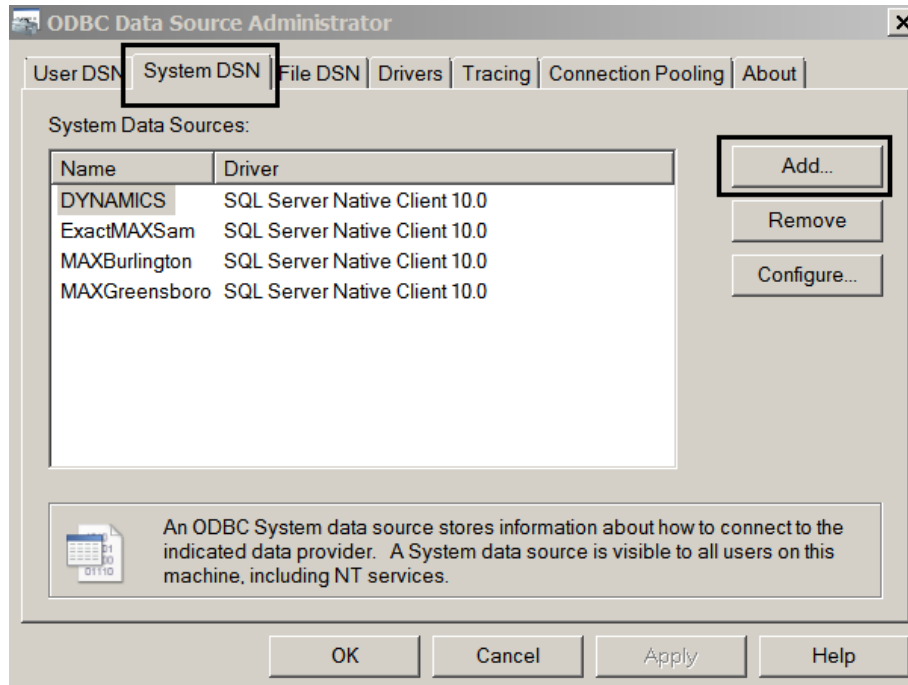 ODBC Data Source Administrator
User DSN System DSN File DSN Drivers Tracing Connection Pooling About
System Data Sources:
Name Driver
DYNAMICS SQL Server Native Client 10.0
ExactMAXSam SQL Server Native Client 10.0
MAXBurlington SQL Server Native Client 10.0
MAXGreensboro SQL Server Native Client 10.0
Add...
Remove
Configure...
An ODBC System data source stores information about how to connect to the
indicated data provider. A System data source is visible to all users on this
machine, including NT services.
OK Cancel Apply Help